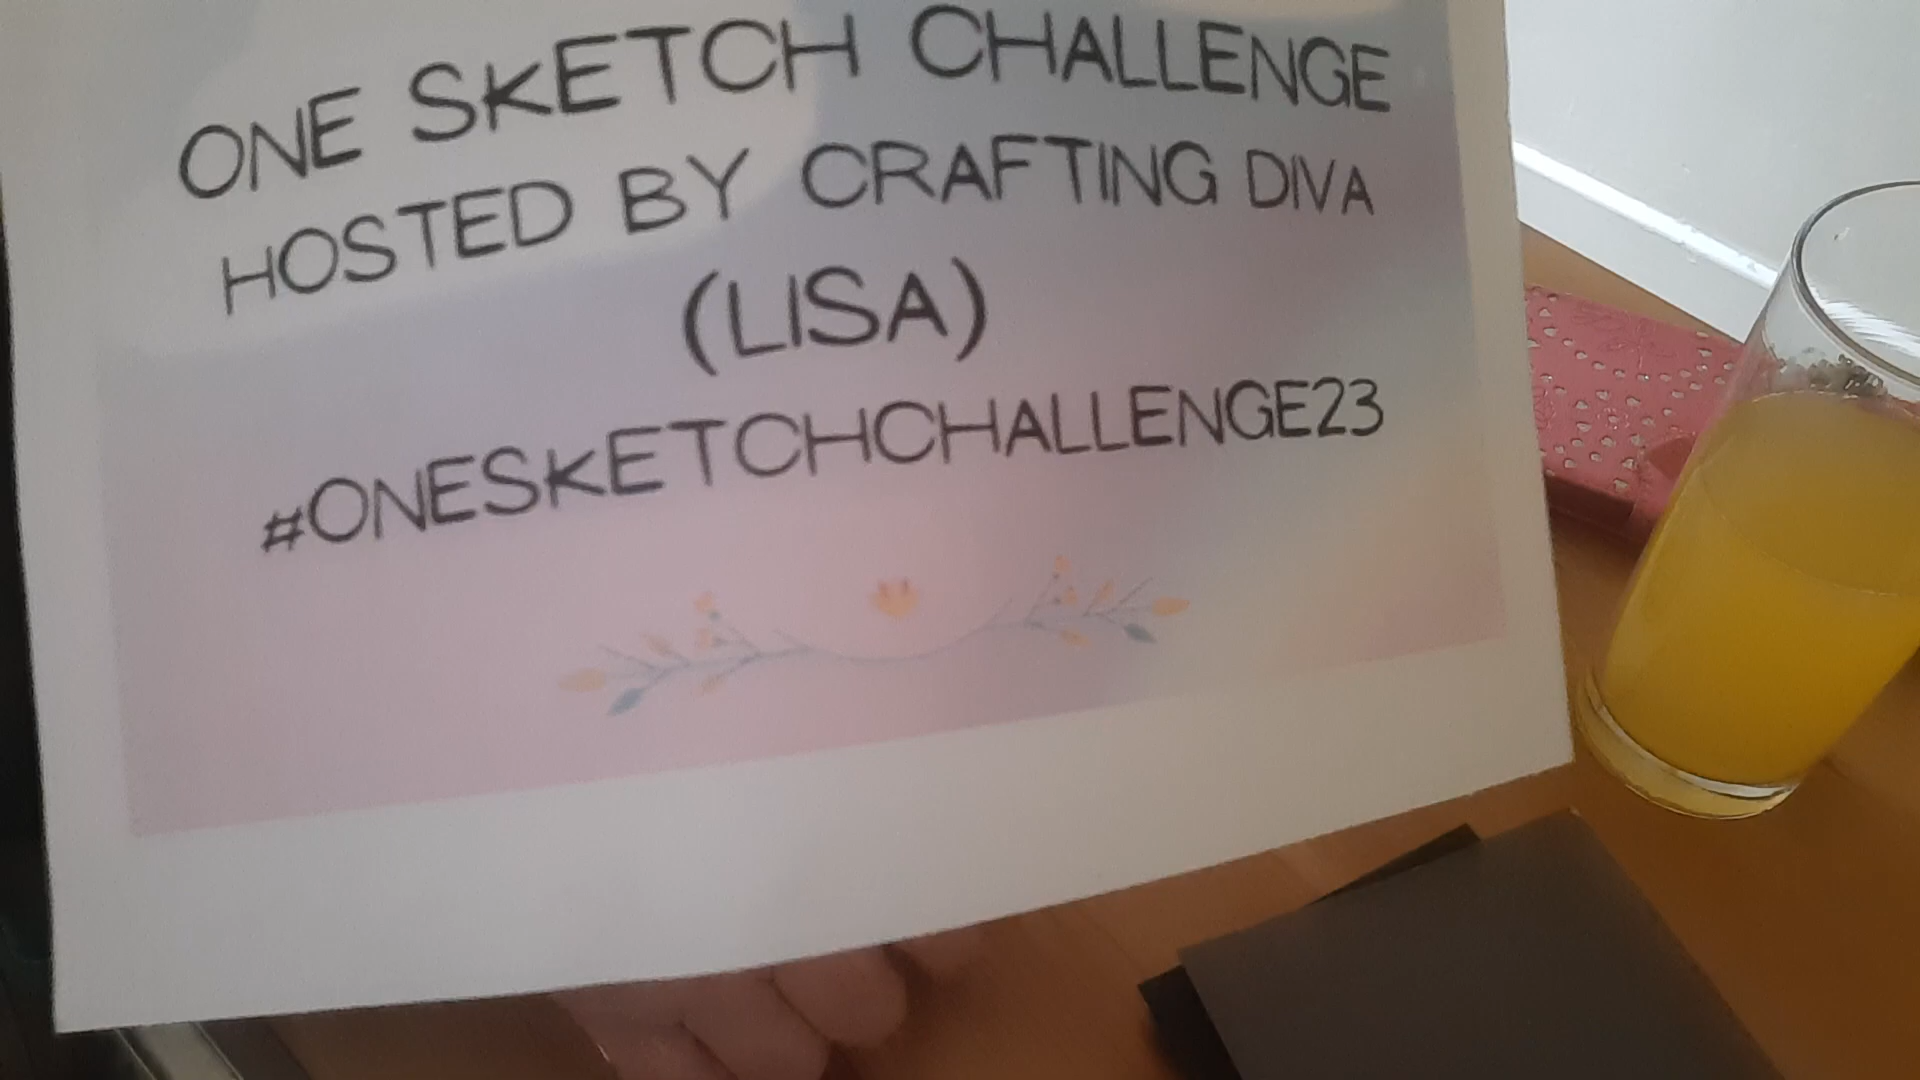 ONE SKETCH CHALLENGE
HOSTED BY CRAFTING DIVA
(LISA)
#ONESKETCHCHALLENGE23